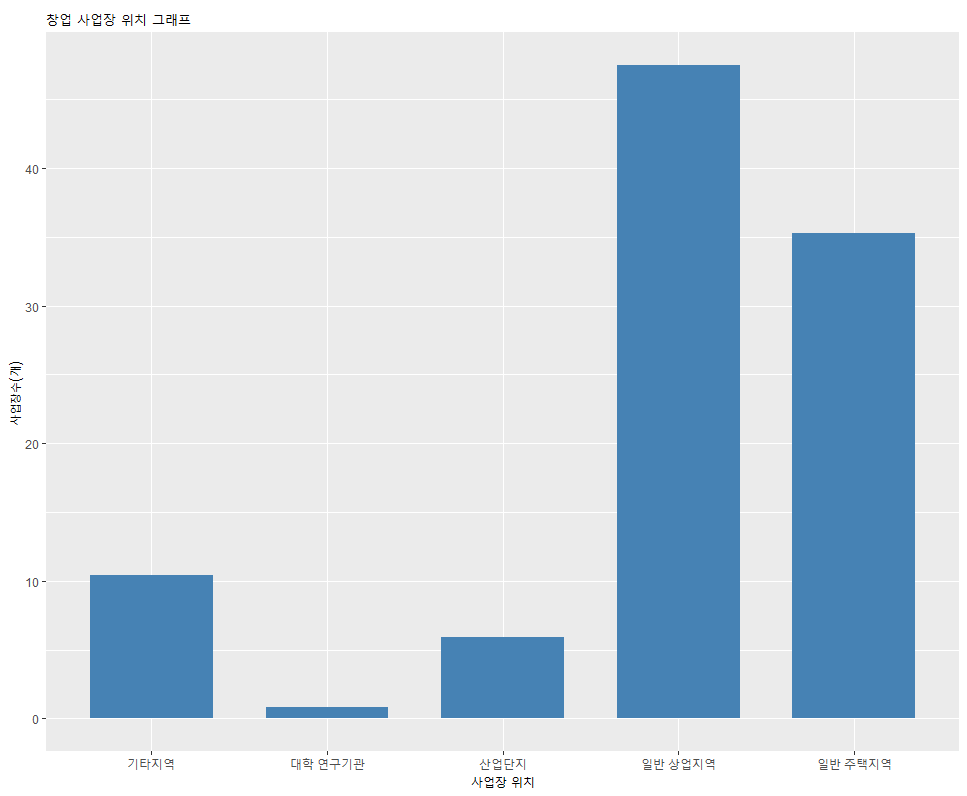 창업 사업장 위치 그래프
사업장수(개)
40
30
20
10
0
기타지역
대학 연구기관
산업단지
일반 상업지역
일반 주택지역
사업장 위치